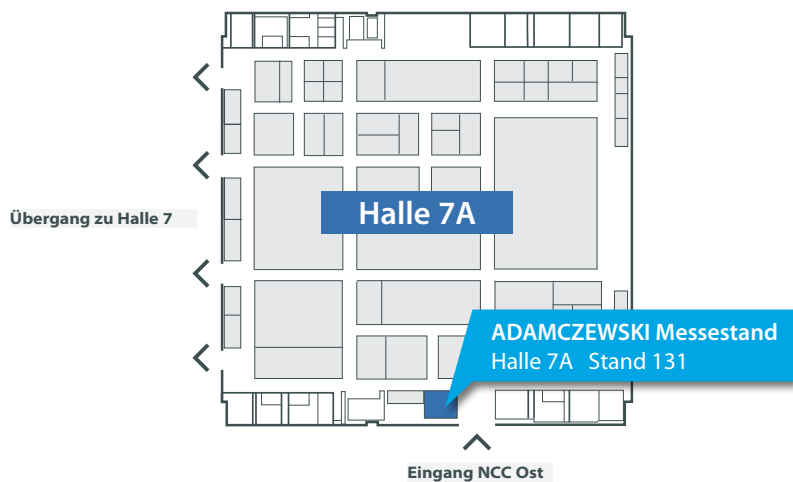 Übergang zu Halle 7
Halle 7A
ADAMCZEWSKI Messestand
Halle 7A Stand 131
Eingang NCC Ost